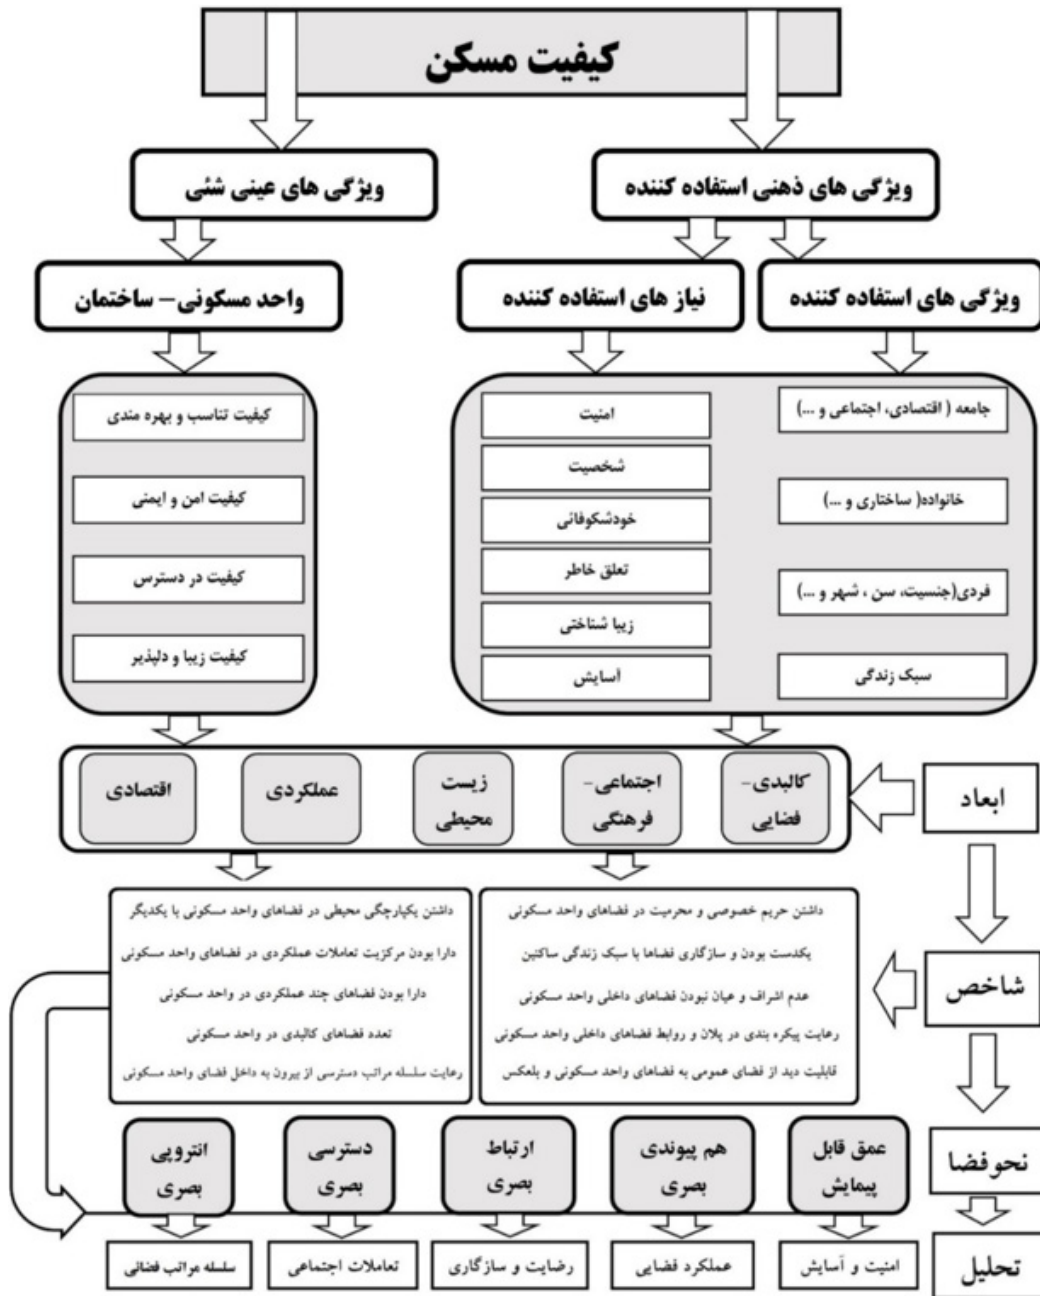 کیفیت مسکن
ویژگی های ذهنی استفاده کننده
ویژگی های عینی شئی
ویژگی های استفاده کننده
نیاز های استفاده کننده
واحد مسکونی- ساختمان
جامعه ( اقتصادی، اجتماعی و ...)
خانواده( ساختاری و ...)
فردی(جنسیت، سن ، شهر و ...)
سبک زندگی
امنیت
شخصیت
خودشکوفائی
تعلق خاطر
زیبا شناختی
آسایش
کیفیت تناسب و بهره مندی
کیفیت امن و ایمنی
کیفیت در دسترس
کیفیت زیبا و دلپذیر
ابعاد
کالبدی-
فضایی
اجتماعی-
فرهنگی
زیست
محیطی
عملکردی
اقتصادی
شاخص
داشتن حریم خصوصی و محرمیت در فضاهای واحد مسکونی
یکدست بودن و سازگاری فضاها با سبک زندگی ساکنین
عدم اشراف و عیان نبودن فضاهای داخلی واحد مسکونی
رعایت پیکره بندی در پلان و روابط فضاهای داخلی واحد مسکونی
قابلیت دید از فضای عمومی به فضاهای واحد مسکونی و بلعکس
داشتن یکپارچگی محیطی در فضاهای واحد مسکونی با یکدیگر
دارا بودن مرکزیت تعاملات عملکردی در فضاهای واحد مسکونی
دارا بودن فضاهای چند عملکردی در واحد مسکونی
تعدد فضاهای کالبدی در واحد مسکونی
رعایت سلسله مراتب دسترسی از بیرون به داخل فضای واحد مسکونی
نحو فضا
عمق قابل
پیمایش
هم پیوندی
بصری
ارتباط
بصری
دسترسی
بصری
انتروپی
بصری
تحلیل
امنیت و آسایش
عملکرد فضایی
رضایت و سازگاری
تعاملات اجتماعی
سلسله مراتب فضائی